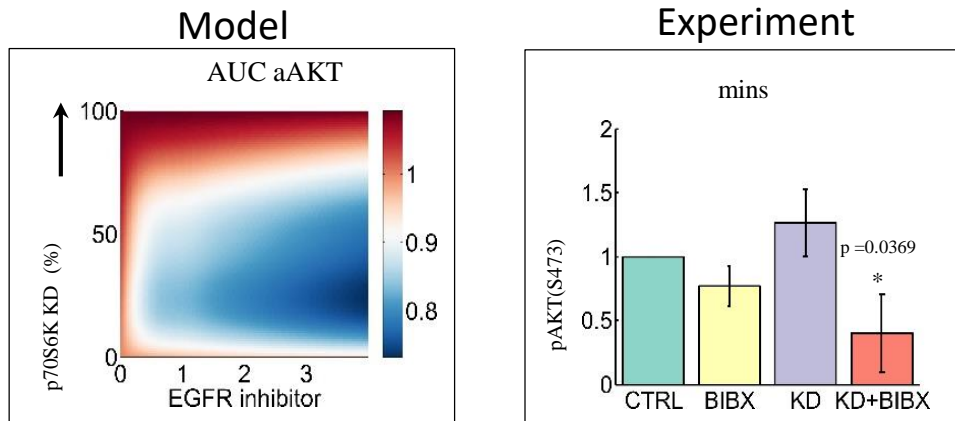 Model
AUC aAKT
p70S6K KD (%)
100
50
0
0 1 2 3
EGFR inhibitor
1
0.9
0.8
Experiment
mins
pAKT(S473)
2
1.5
1
0.5
0
p =0.0369
*
CTRL BIBX KD KD+BIBX